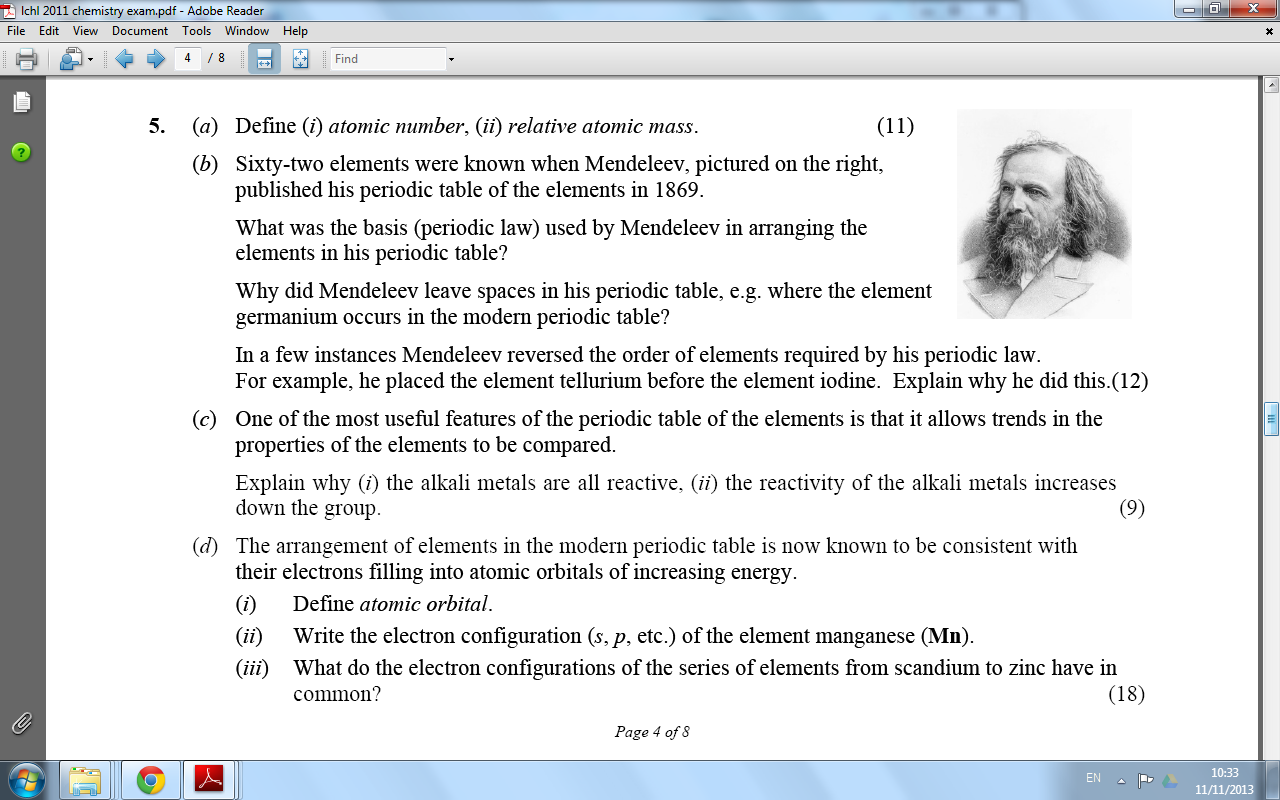 lchl 2011 chemistry exam.pdf - Adobe Reader
File Edit View Document Tools Window Help
4 / 8 Find
5. (a) Define (i) atomic number, (ii) relative atomic mass. (11)
(b) Sixty-two elements were known when Mendeleev, pictured on the right,
published his periodic table of the elements in 1869.
What was the basis (periodic law) used by Mendeleev in arranging the
elements in his periodic table?
Why did Mendeleev leave spaces in his periodic table, e.g. where the element
germanium occurs in the modern periodic table?
In a few instances Mendeleev reversed the order of elements required by his periodic law.
For example, he placed the element tellurium before the element iodine. Explain why he did this.(12)
(c) One of the most useful features of the periodic table of the elements is that it allows trends in the
properties of the elements to be compared.
Explain why (i) the alkali metals are all reactive, (ii) the reactivity of the alkali metals increases
down the group. (9)
(d) The arrangement of elements in the modern periodic table is now known to be consistent with
their electrons filling into atomic orbitals of increasing energy.
(i) Define atomic orbital.
(ii) Write the electron configuration (s, p, etc.) of the element manganese (Mn).
(iii) What do the electron configurations of the series of elements from scandium to zinc have in
common? (18)
Page 4 of 8
EN 10:33
11/11/2013